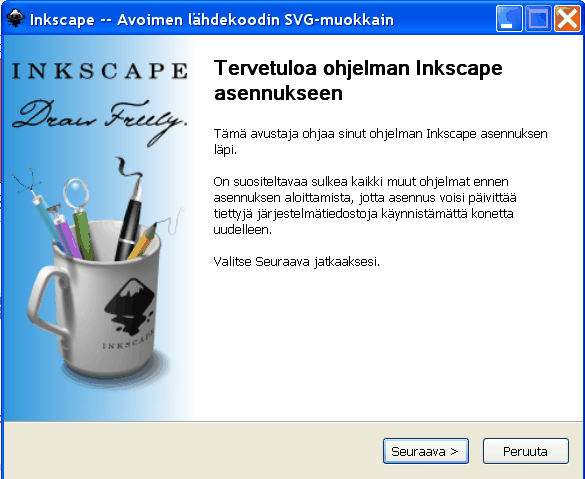 Inkscape -- Avoimen lähdekoodin SVG-muokkain
INKSCAPE
Draw Freely.
INKSCAPE
Tervetuloa ohjelman Inkscape
asennukseen
Tämä avustaja ohjaa sinut ohjelman Inkscape asennuksen
läpi.
On suositeltavaa sulkea kaikki muut ohjelmat ennen
asennuksen aloittamista, jotta asennus voisi päivittää
tiettyjä järjestelmätiedostoja käynnistämättä konetta
uudelleen.
Valitse Seuraava jatkaaksesi.
Seuraava >
Peruuta